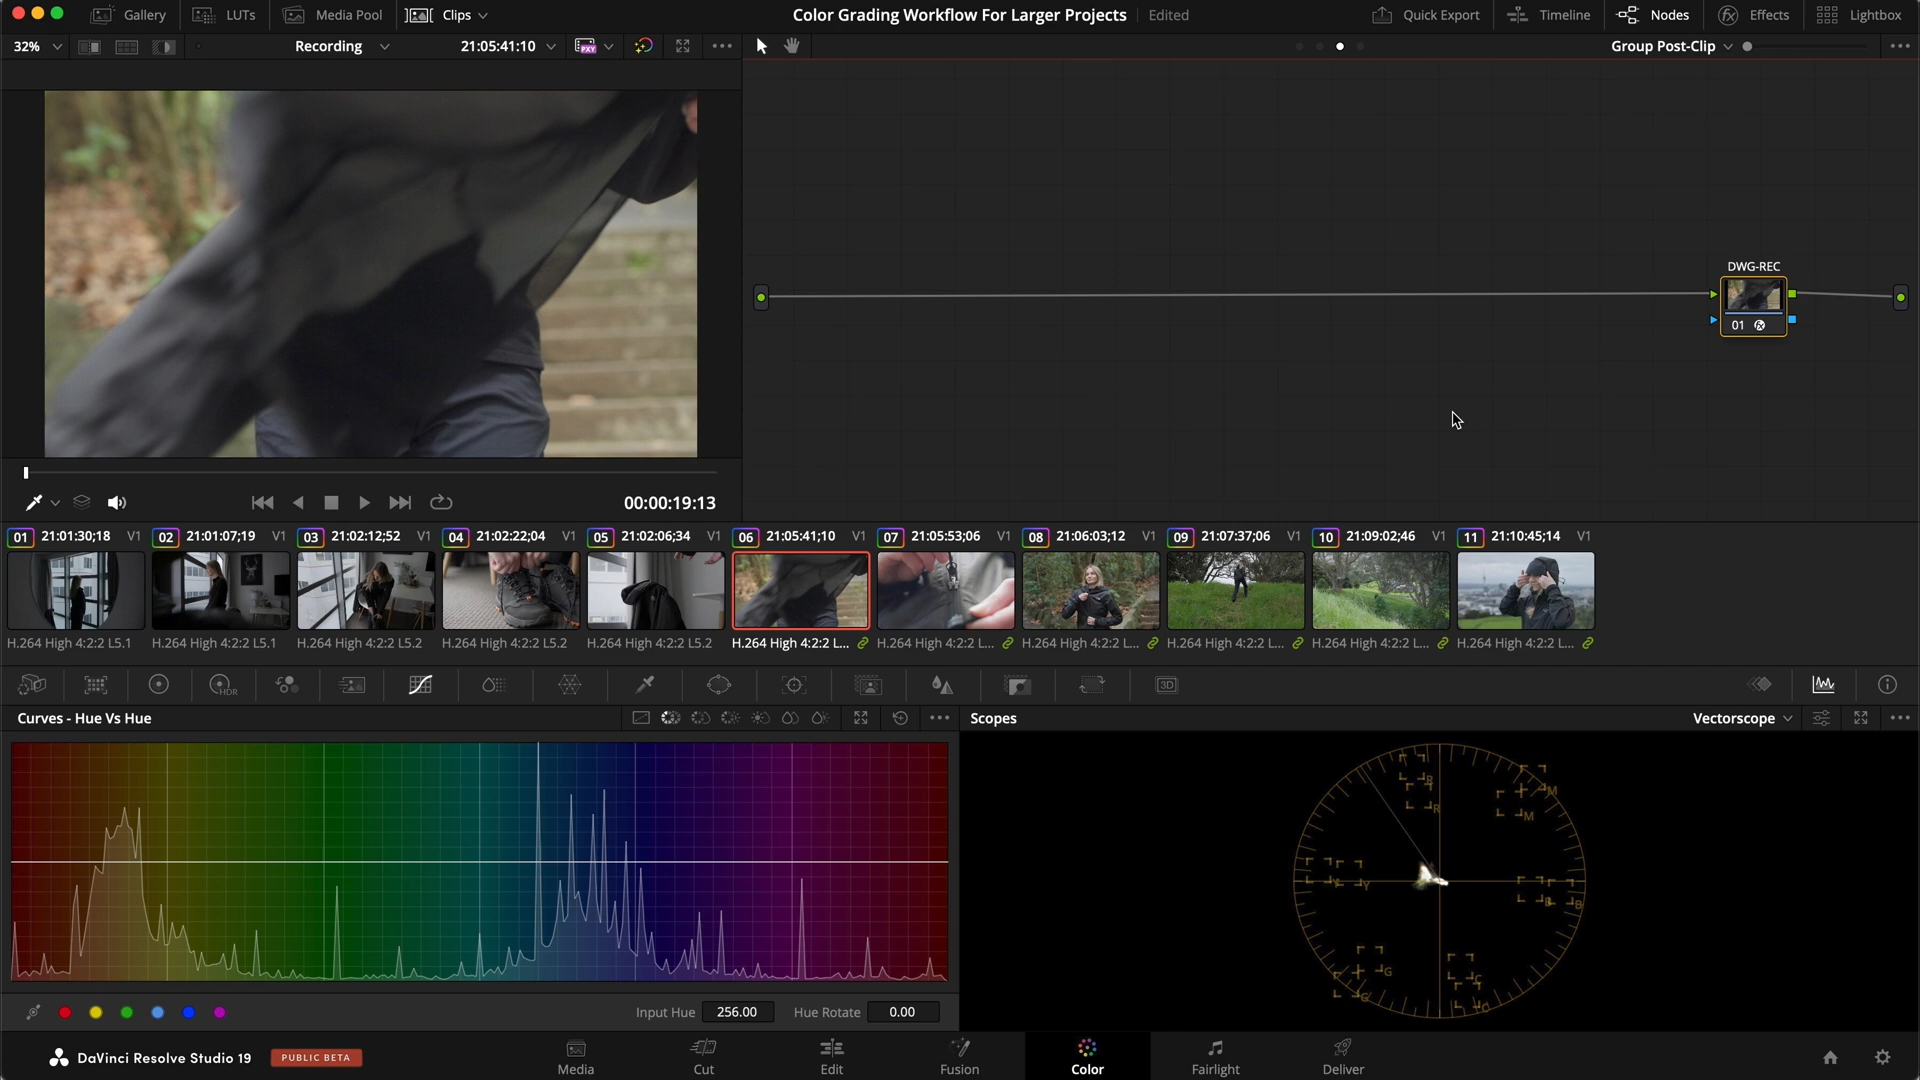 Gallery LUTs Media Pool Clips Color Grading Workflow For Larger Projects Edited Quick Export Timeline Nodes Effects Lightbox
32% Recording 21:05:41:10 PXY Group Post-Clip
DWG-REC
01 fx
00:00:19:13
01 21:01:30;18 V1 02 21:01:07;19 V1 03 21:02:12;52 V1 04 21:02:22;04 V1 05 21:02:06;34 V1 06 21:05:41;10 V1 07 21:05:53;06 V1 08 21:06:03;12 V1 09 21:07:37;06 V1 10 21:09:02;46 V1 11 21:10:45;14 V1
H.264 High 4:2:2 L5.1 H.264 High 4:2:2 L5.1 H.264 High 4:2:2 L5.2 H.264 High 4:2:2 L5.2 H.264 High 4:2:2 L5.2 H.264 High 4:2:2 L... H.264 High 4:2:2 L... H.264 High 4:2:2 L... H.264 High 4:2:2 L... H.264 High 4:2:2 L... H.264 High 4:2:2 L...
HDR 3D
Curves - Hue Vs Hue Scopes Vectorscope
R M
R M
Y Y B B
G C
G C
Input Hue 256.00 Hue Rotate 0.00
DaVinci Resolve Studio 19 PUBLIC BETA Media Cut Edit Fusion Color Fairlight Deliver